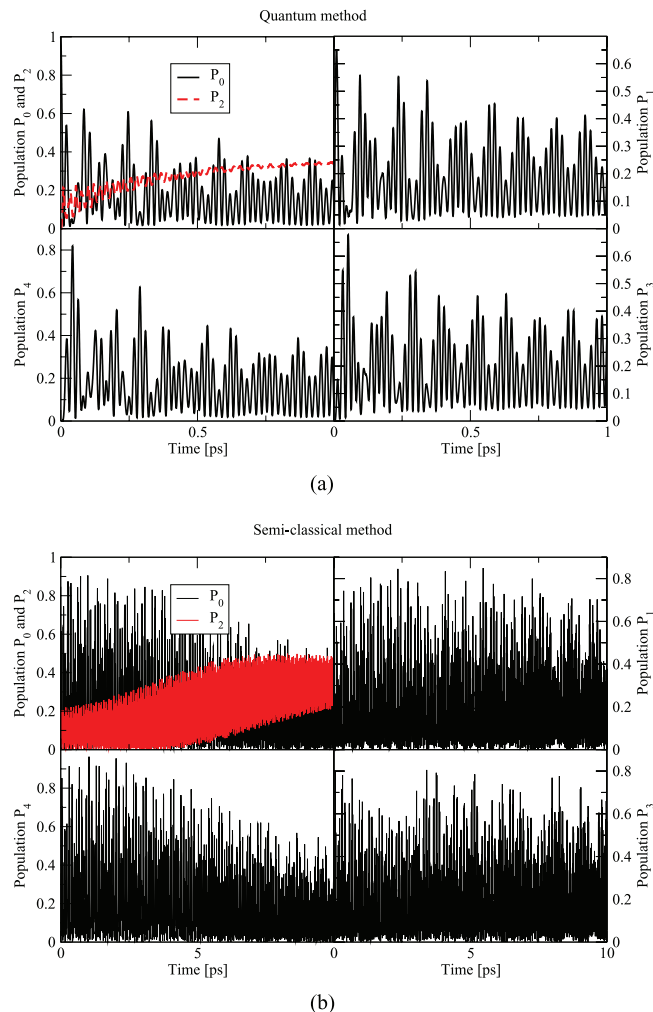 Quantum method
Population P0 and P2
1
0.8
0.6
0.4
0.2
0
P0
P2
0.6
0.5
0.4
0.3
0.2
0.1
0
Population P1
Population P4
0.8
0.6
0.4
0.2
0
0.6
0.5
0.4
0.3
0.2
0.1
0
Population P3
0 0.5 0 0.5 1
Time [ps] Time [ps]
(a)
Semi-classical method
Population P0 and P2
1
0.8
0.6
0.4
0.2
0
P0
P2
0.8
0.6
0.4
0.2
0
Population P1
Population P4
0.8
0.6
0.4
0.2
0
0.8
0.6
0.4
0.2
0
Population P3
0 5 0 5 10
Time [ps] Time [ps]
(b)